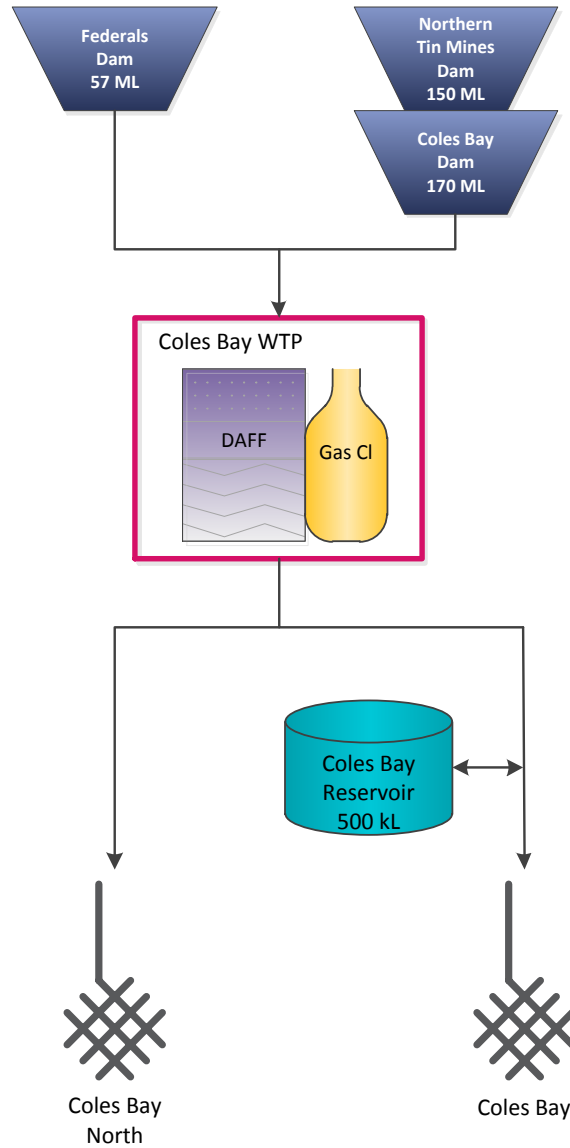 Federals
Dam
57 ML
Northern
Tin Mines
Dam
150 ML
Coles Bay
Dam
170 ML
Coles Bay WTP
DAFF
Gas Cl
Coles Bay
Reservoir
500 kL
Coles Bay
North
Coles Bay